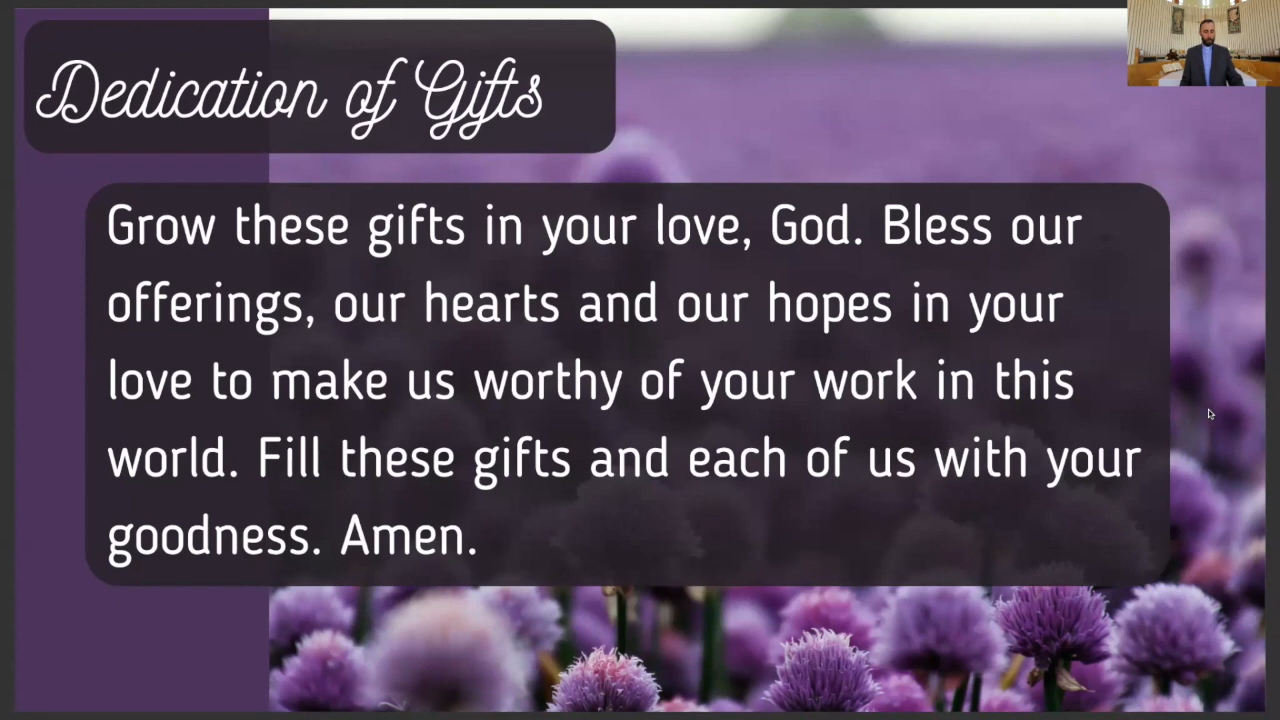 Dedication of Gifts
Grow these gifts in your love, God. Bless our
offerings, our hearts and our hopes in your
love to make us worthy of your work in this
world. Fill these gifts and each of us with your
goodness. Amen.